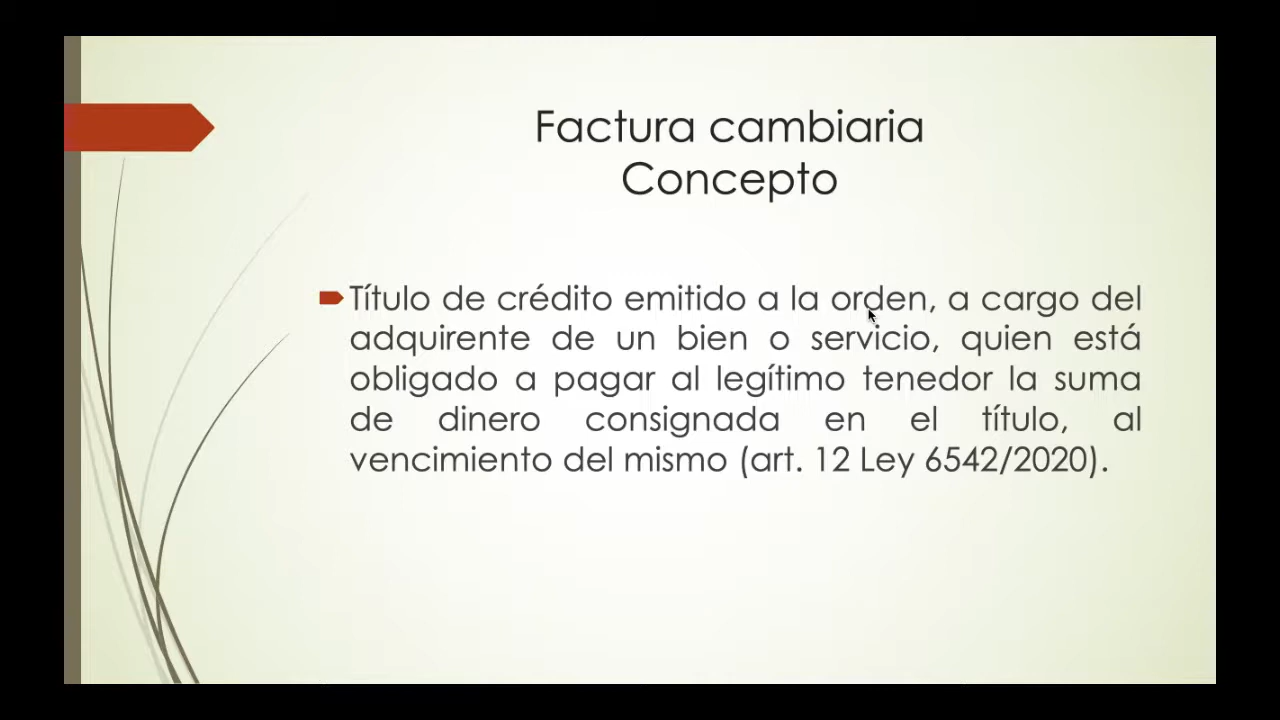 Factura cambiaria
Concepto
Título de crédito emitido a la orden, a cargo del
adquirente de un bien o servicio, quien está
obligado a pagar al legítimo tenedor la suma
de dinero consignada en el título, al
vencimiento del mismo (art. 12 Ley 6542/2020).